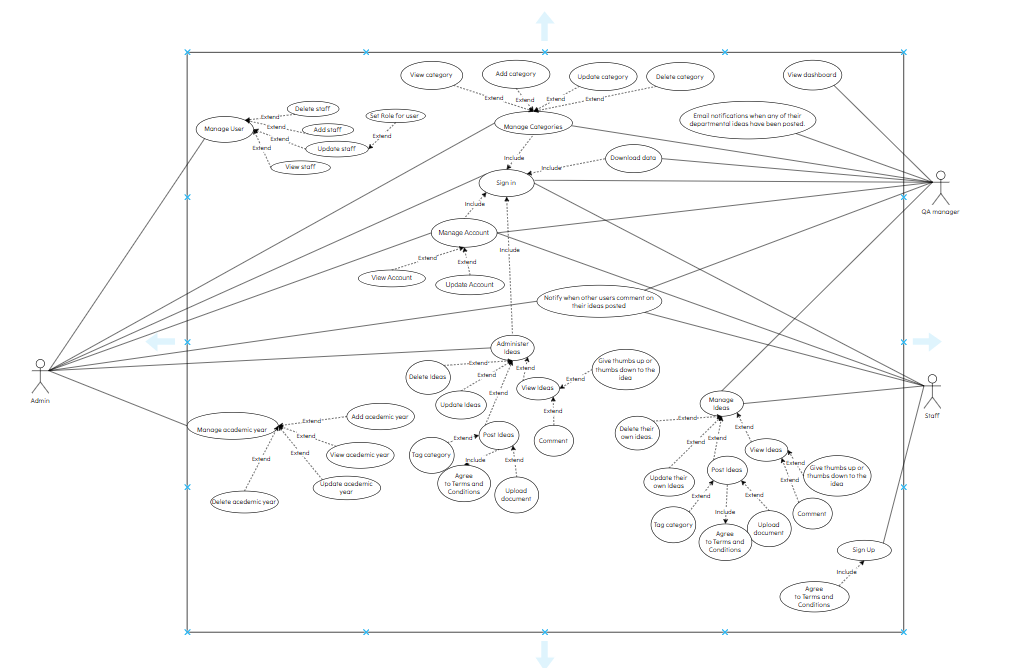 View category
Add category
Update category
Delete category
View dashboard
Extend
Extend
Extend
Extend
Delete staff
Extend
Set Role for user
Manage User
Extend
Add staff
Extend
Extend
Update staff
Extend
View staff
Manage Categories
Email notifications when any of their
departmental ideas have been posted.
Include
Download data
Include
Sign in
QA manager
Include
Manage Account
Include
Extend
Extend
View Account
Update Account
Notify when other users comment on
their ideas posted
Administer
Ideas
Extend
Extend
Extend
Delete Ideas
Give thumbs up or
thumbs down to the
idea
Extend
View Ideas
Extend
Update Ideas
Extend
Admin
Manage acedemic year
Extend
Add acedemic year
Extend
View acedemic year
Extend
Extend
Update acedemic
year
Delete acedemic year
Post Ideas
Extend
Comment
Tag category
Include
Extend
Agree
to Terms and
Conditions
Upload
document
Manage
Ideas
Staff
Extend
Extend
Delete their
own ideas.
Extend
Extend
View Ideas
Extend
Post Ideas
Update their
own Ideas
Give thumbs up or
thumbs down to the
idea
Extend
Extend
Extend
Include
Comment
Tag category
Upload
document
Agree
to Terms and
Conditions
Sign Up
Include
Agree
to Terms and
Conditions